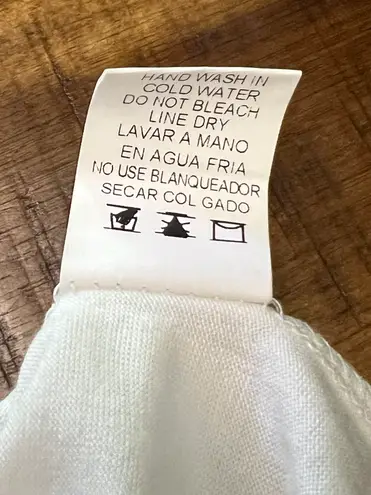 HAND WASH IN
COLD WATER
DO NOT BLEACH
LINE DRY
LAVAR A MANO
EN AGUA FRIA
NO USE BLANQUEADOR
SECAR COL GADO